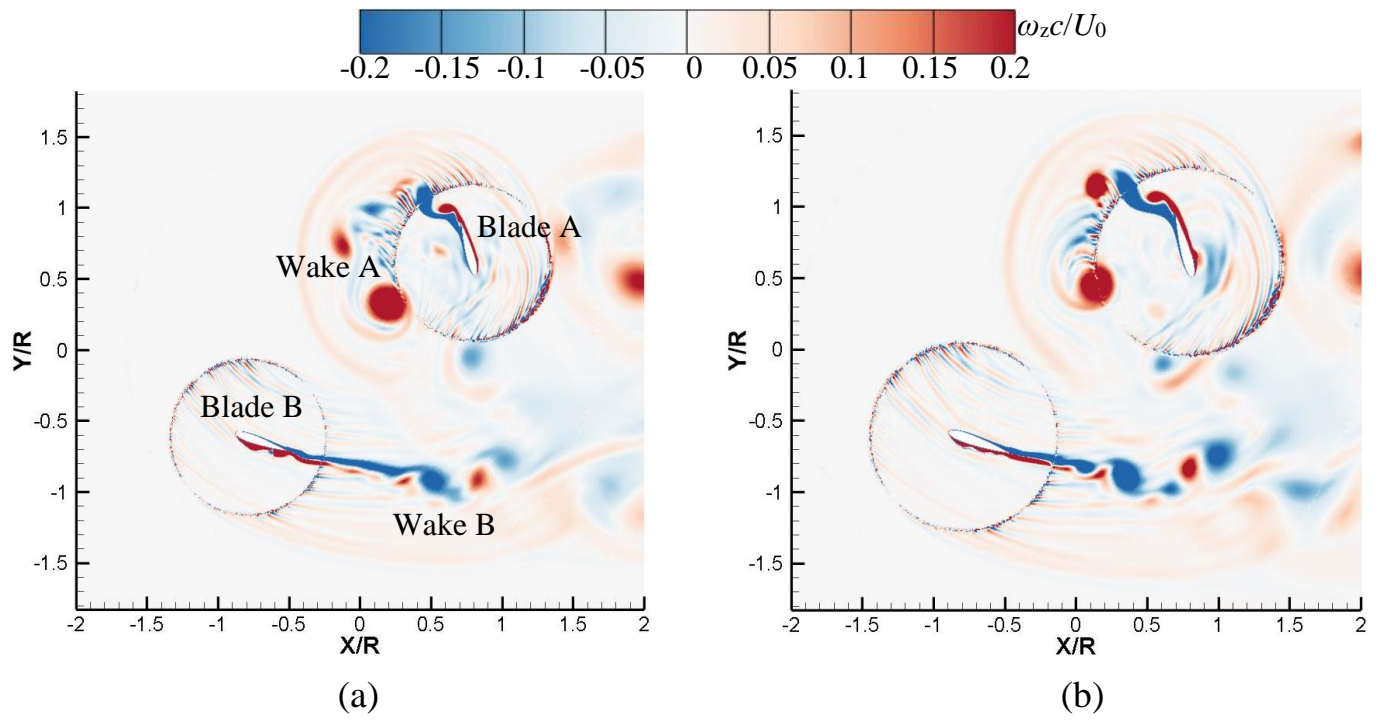 ω_z c/U_0
-0.2 -0.15 -0.1 -0.05 0 0.05 0.1 0.15 0.2
1.5
1
0.5
0
-0.5
-1
-1.5
Y/R
Blade A
Wake A
Blade B
Wake B
-2 -1.5 -1 -0.5 0 0.5 1 1.5 2
X/R
(a)
1.5
1
0.5
0
-0.5
-1
-1.5
Y/R
-2 -1.5 -1 -0.5 0 0.5 1 1.5 2
X/R
(b)